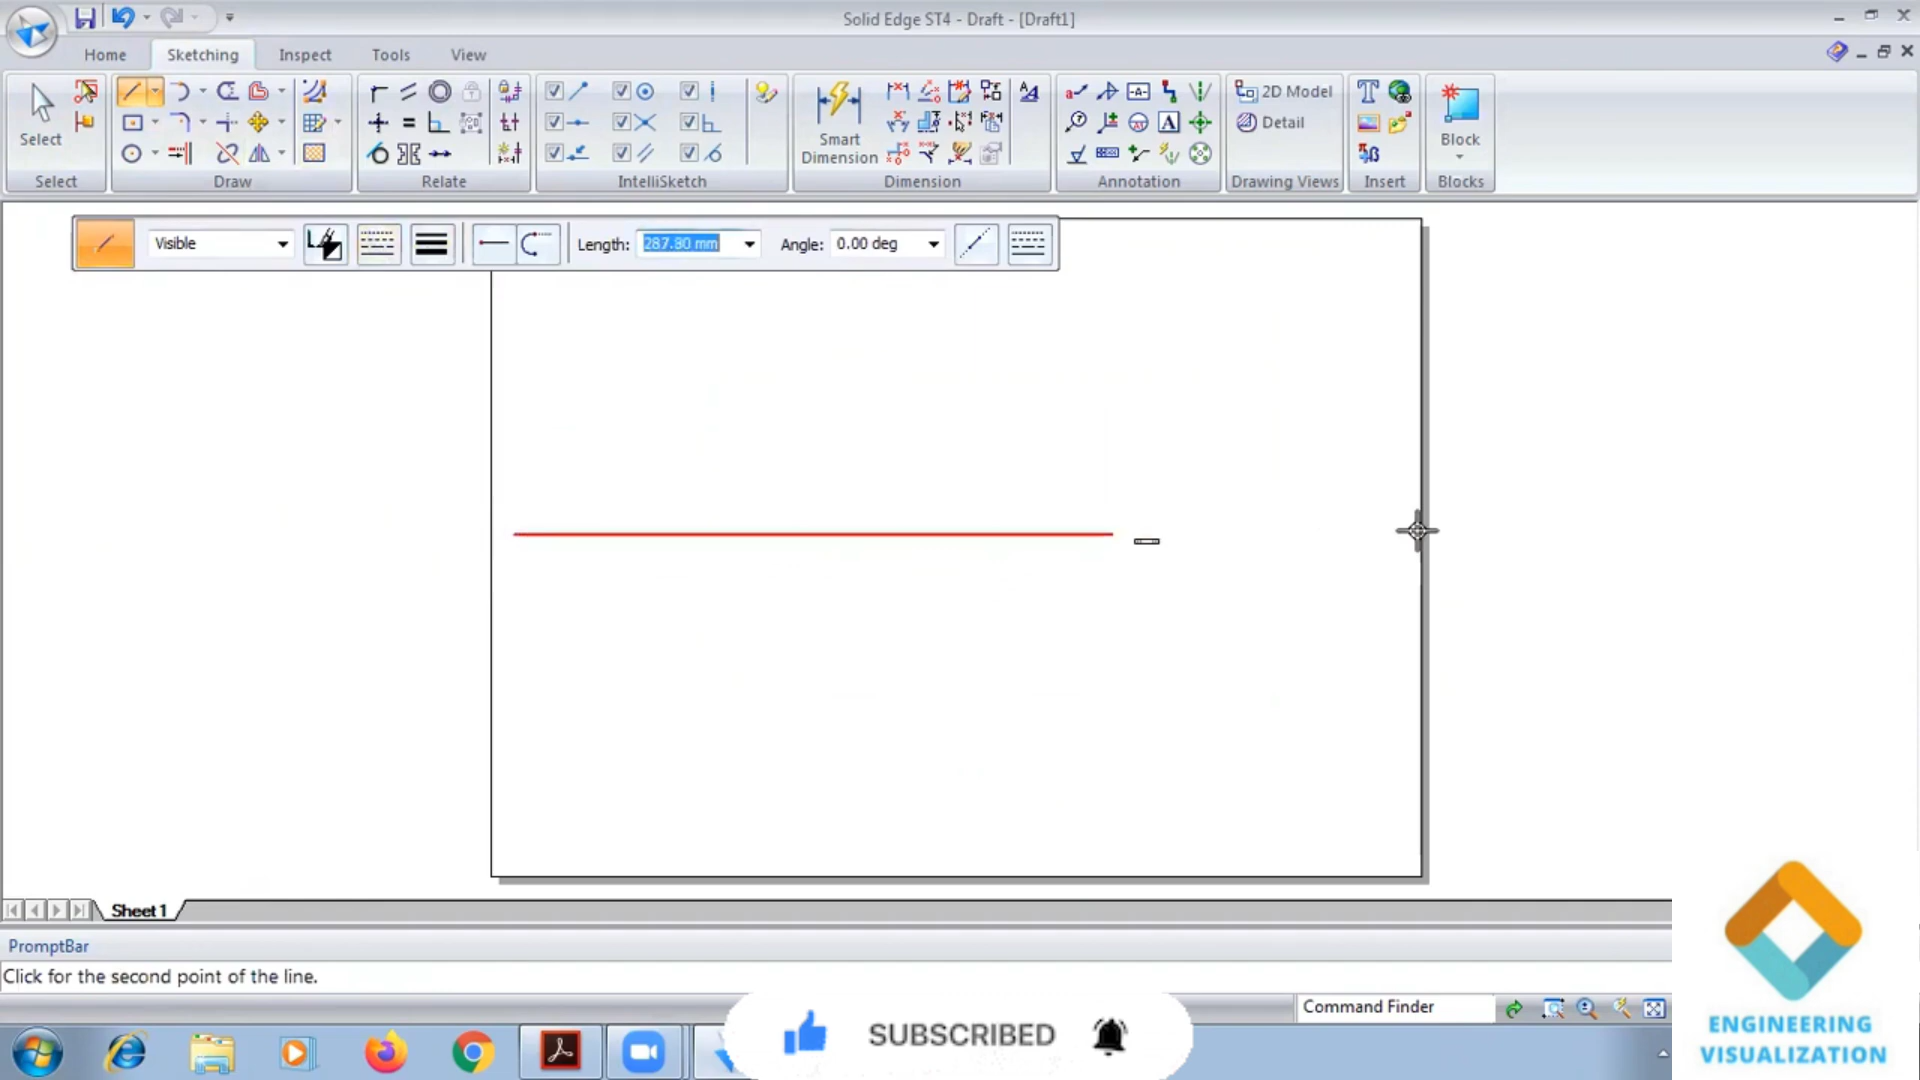 Solid Edge ST4 - Draft - [Draft1]
Home Sketching Inspect Tools View
Select
Smart Dimension
2D Model
Detail
Block
Select Draw Relate IntelliSketch Dimension Annotation Drawing Views Insert Blocks
Visible Length: 287.80 mm Angle: 0.00 deg
Sheet1
PromptBar
Click for the second point of the line.
Command Finder
SUBSCRIBED
ENGINEERING
VISUALIZATION